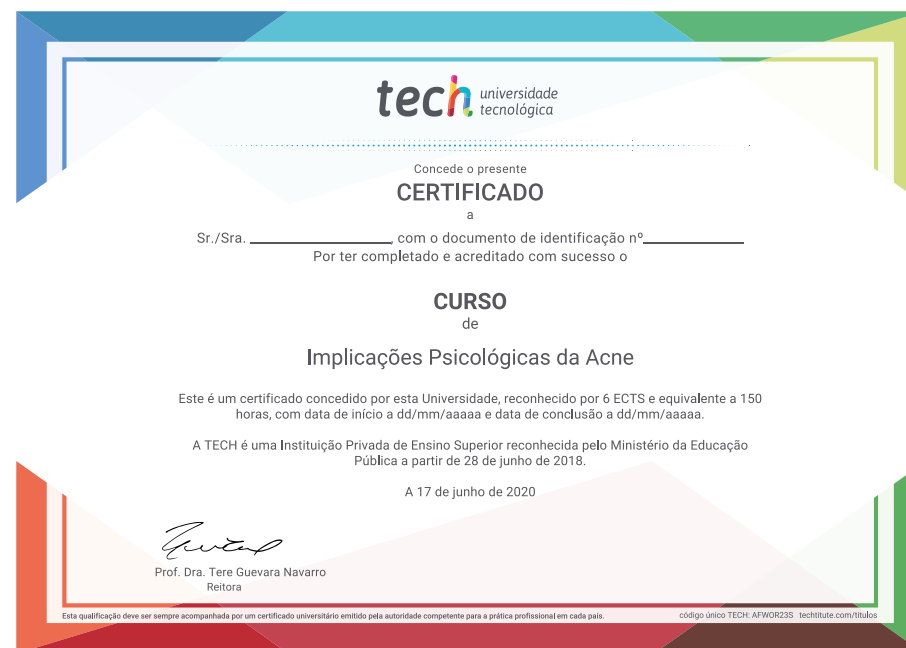 tech universidade
tecnológica
Concede o presente
CERTIFICADO
a
Sr./Sra. ________________, com o documento de identificação nº____________
Por ter completado e acreditado com sucesso o
CURSO
de
Implicações Psicológicas da Acne
Este é um certificado concedido por esta Universidade, reconhecido por 6 ECTS e equivalente a 150
horas, com data de início a dd/mm/aaaaa e data de conclusão a dd/mm/aaaaa.
A TECH é uma Instituição Privada de Ensino Superior reconhecida pelo Ministério da Educação
Pública a partir de 28 de junho de 2018.
A 17 de junho de 2020
Prof. Dra. Tere Guevara Navarro
Reitora
Esta qualificação deve ser sempre acompanhada por um certificado universitário emitido pela autoridade competente para a prática profissional em cada país. código único TECH: AFWOR23S techtitute.com/titulos